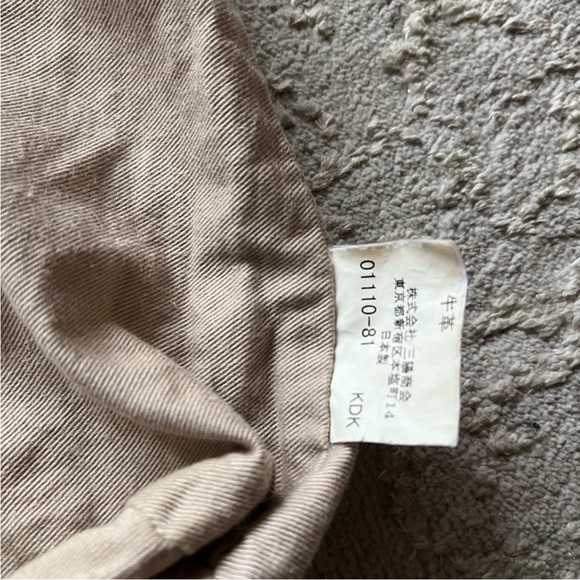 牛革
株式会社 三陽商会
東京都新宿区本塩町14
日本製
01110-81 KDK